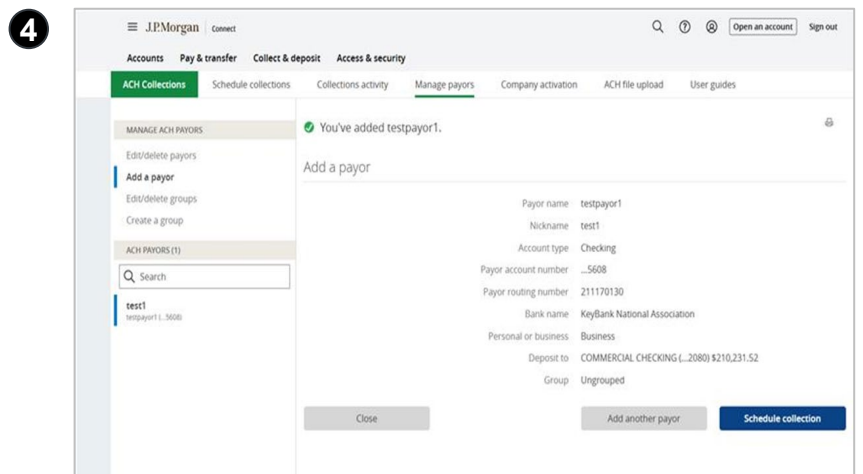 4
J.P.Morgan Connect Open an account Sign out
Accounts Pay & transfer Collect & deposit Access & security
ACH Collections Schedule collections Collections activity Manage payors Company activation ACH file upload User guides
MANAGE ACH PAYORS
Edit/delete payors
Add a payor
Edit/delete groups
Create a group
ACH PAYORS (1)
Search
test1
testpayor1 (...5608)
You've added testpayor1.
Add a payor
Payor name testpayor1
Nickname test1
Account type Checking
Payor account number ...5608
Payor routing number 211170130
Bank name KeyBank National Association
Personal or business Business
Deposit to COMMERCIAL CHECKING (...2080) $210,231.52
Group Ungrouped
Close Add another payor Schedule collection